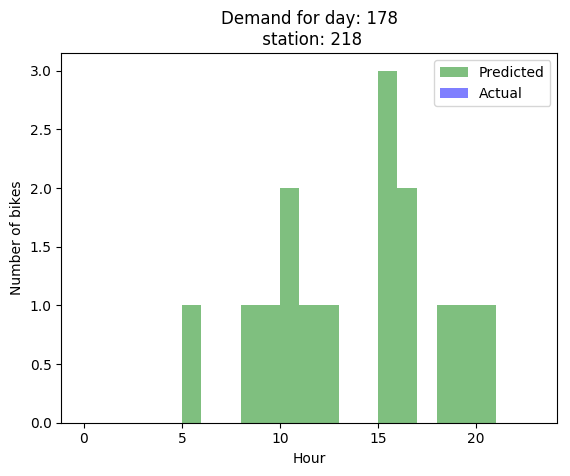 Demand for day: 178
station: 218
Predicted
Actual
3.0
2.5
2.0
1.5
1.0
0.5
0.0
Number of bikes
0 5 10 15 20
Hour